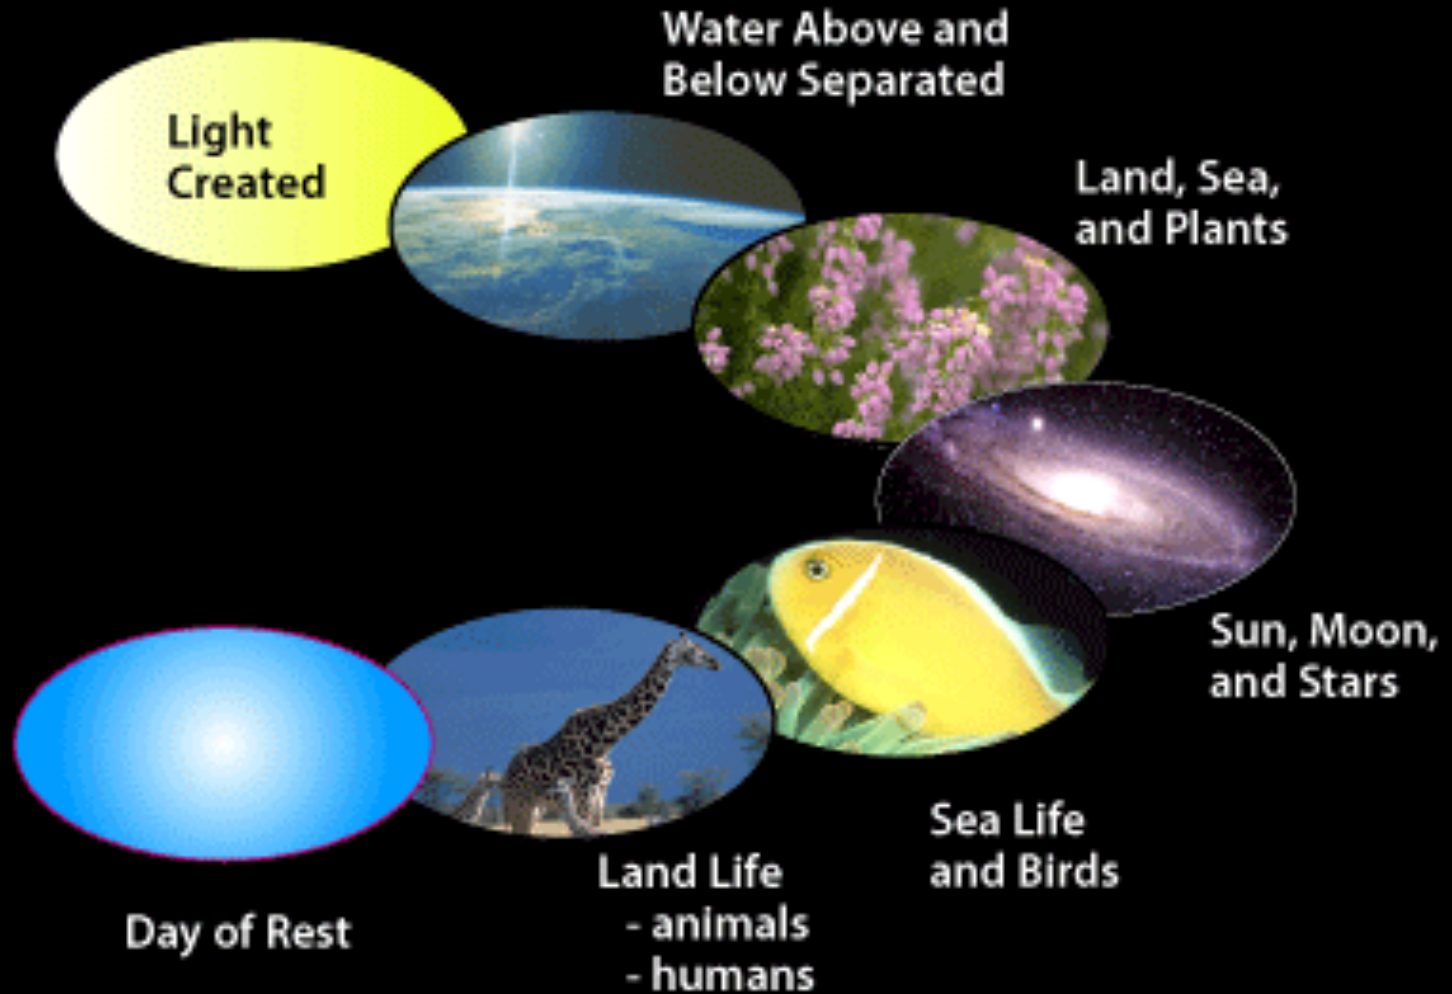 Light
Created
Water Above and
Below Separated
Land, Sea,
and Plants
Sun, Moon,
and Stars
Sea Life
and Birds
Land Life
- animals
- humans
Day of Rest